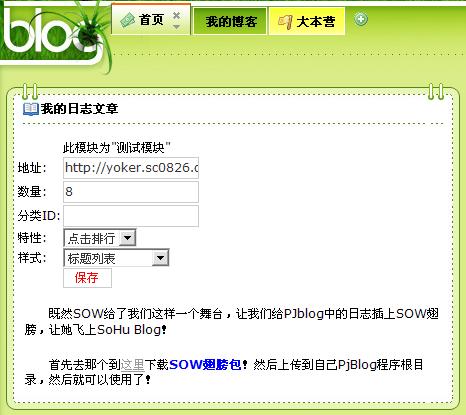 blog
首页 我的博客 大本营
我的日志文章
此模块为"测试模块"
地址: http://yoker.sc0826.c
数量: 8
分类ID:
特性: 点击排行
样式: 标题列表
保存
既然SOW给了我们这样一个舞台，让我们给PJblog中的日志插上SOW翅
膀，让她飞上SoHu Blog！
首先去那个到这里下载SOW翅膀包！然后上传到自己PjBlog程序根目
录，然后就可以使用了！